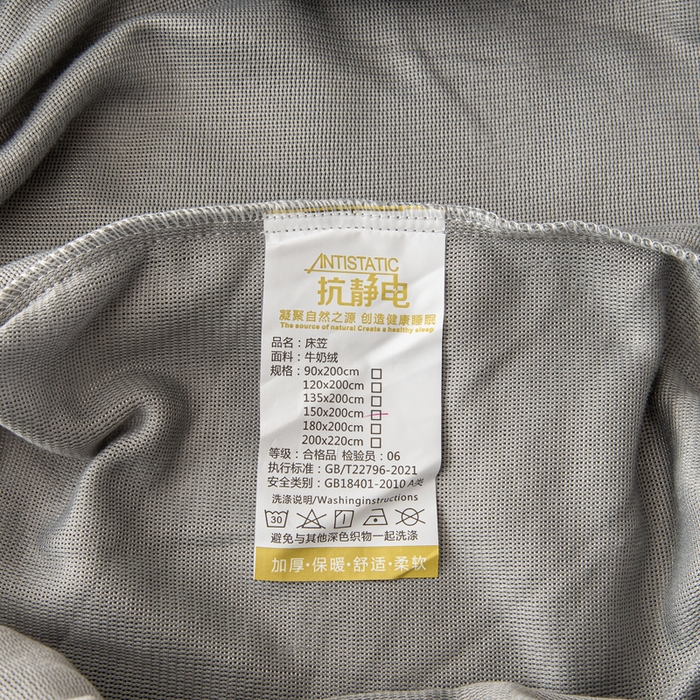 ANTISTATIC
抗静电
凝聚自然之源 创造健康睡眠
The source of natural Create a healthy sleep
品名：床笠
面料：牛奶绒
规格：90x200cm
120x200cm
135x200cm
150x200cm
180x200cm
200x220cm
等级：合格品 检验员：06
执行标准：GB/T22796-2021
安全类别：GB18401-2010 A类
洗涤说明/Washinginstructions
30
避免与其他深色织物一起洗涤
加厚·保暖·舒适·柔软